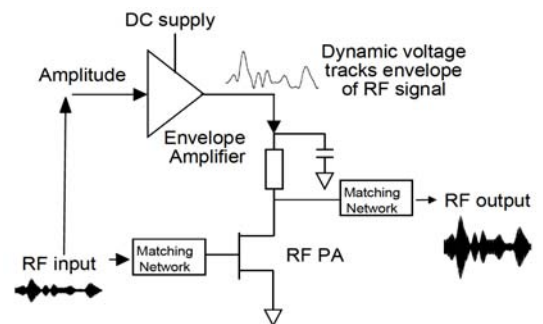 DC supply
Amplitude
Dynamic voltage
tracks envelope
of RF signal
Envelope
Amplifier
Matching
Network
RF output
RF input
Matching
Network
RF PA